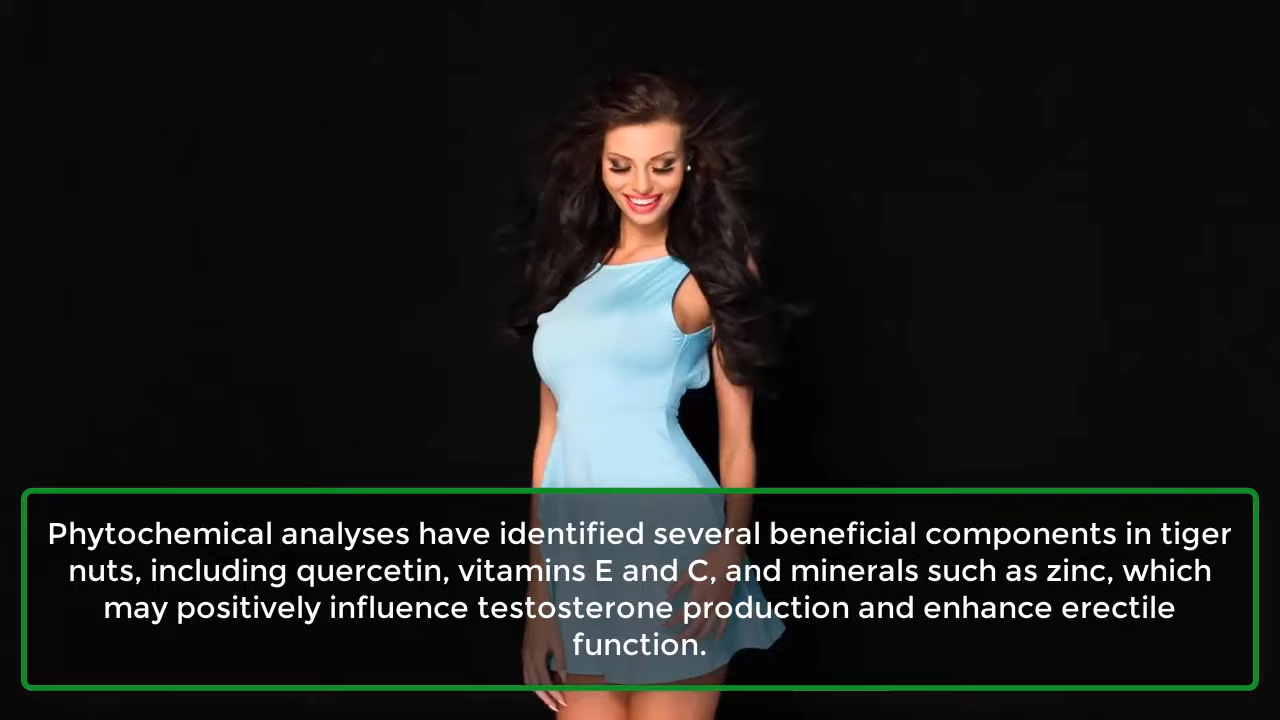 Phytochemical analyses have identified several beneficial components in tiger
nuts, including quercetin, vitamins E and C, and minerals such as zinc, which
may positively influence testosterone production and enhance erectile
function.